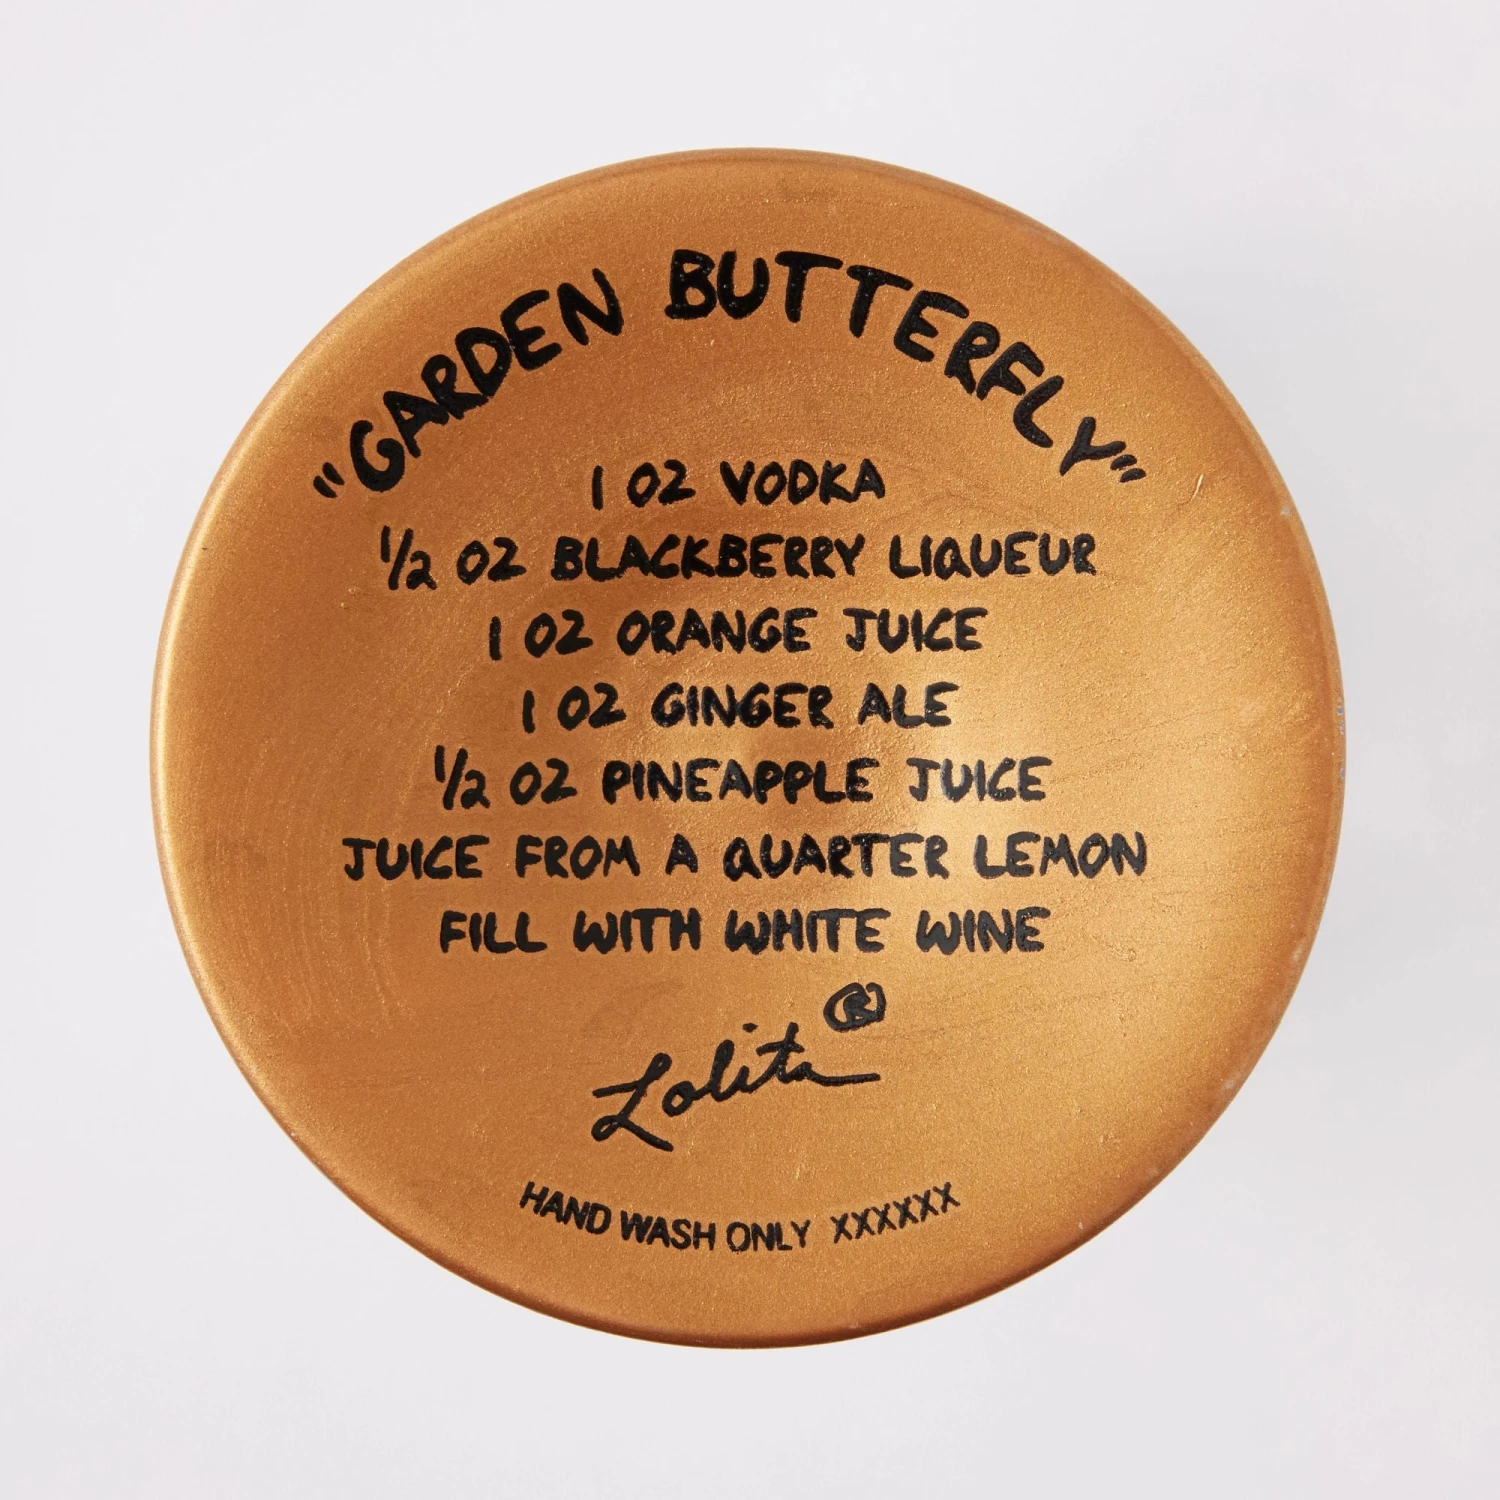 "GARDEN BUTTERFLY"
1 OZ VODKA
1/2 OZ BLACKBERRY LIQUEUR
1 OZ ORANGE JUICE
1 OZ GINGER ALE
1/2 OZ PINEAPPLE JUICE
JUICE FROM A QUARTER LEMON
FILL WITH WHITE WINE
Lolita®
HAND WASH ONLY XXXXXX